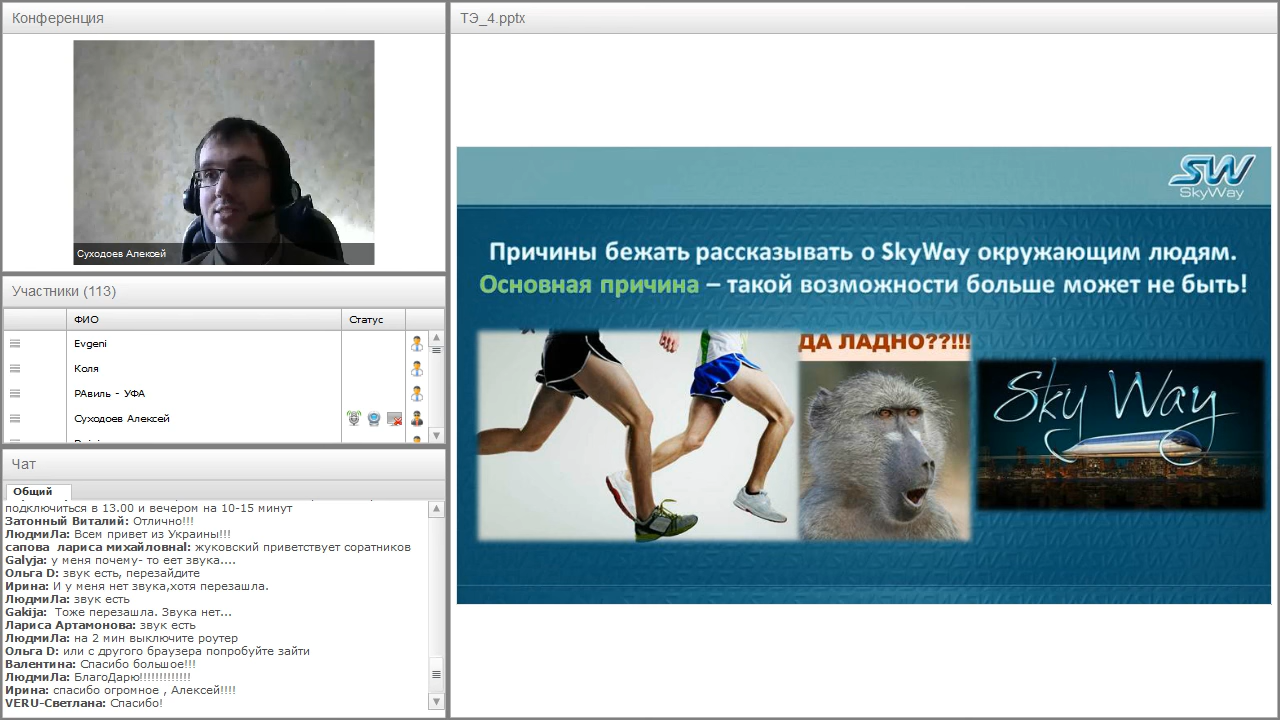 Конференция
Суходоев Алексей
Участники (113)
ФИО Статус
Evgeni
Коля
РАвиль - УФА
Суходоев Алексей
Чат
Общий
подключиться в 13.00 и вечером на 10-15 минут
Затонный Виталий: Отлично!!!
ЛюдмиЛа: Всем привет из Украины!!!
сапова лариса михайловнаl: жуковский приветствует соратников
Galyja: у меня почему- то еет звука....
Ольга D: звук есть, перезайдите
Ирина: И у меня нет звука,хотя перезашла.
ЛюдмиЛа: звук есть
Gakija: Тоже перезашла. Звука нет...
Лариса Артамонова: звук есть
ЛюдмиЛа: на 2 мин выключите роутер
Ольга D: или с другого браузера попробуйте зайти
Валентина: Спасибо большое!!!
ЛюдмиЛа: БлагоДарю!!!!!!!!!!!!!
Ирина: спасибо огромное , Алексей!!!!
VERU-Светлана: Спасибо!
ТЭ_4.pptx
SW
SkyWay
Причины бежать рассказывать о SkyWay окружающим людям.
Основная причина – такой возможности больше может не быть!
ДА ЛАДНО??!!!
Sky Way